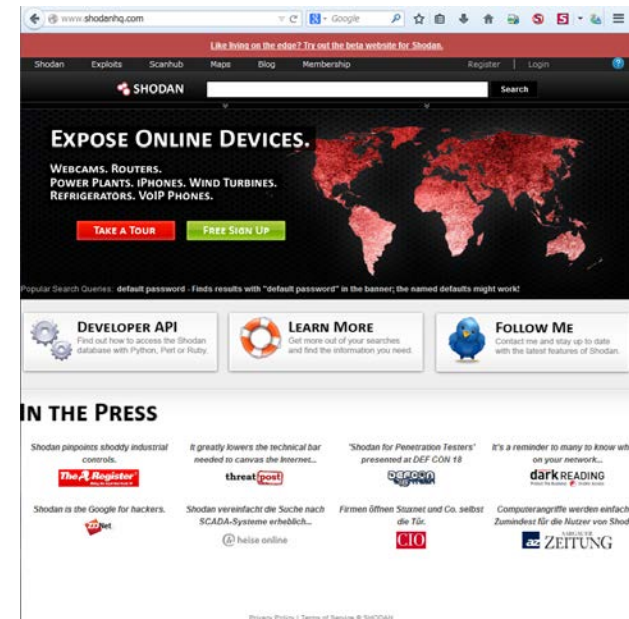 www.shodanhq.com
Google
Like living on the edge? Try out the beta website for Shodan.
Shodan Exploits Scanhub Maps Blog Membership Register | Login
SHODAN Search
EXPOSE ONLINE DEVICES.
WEBCAMS. ROUTERS.
POWER PLANTS. IPHONES. WIND TURBINES.
REFRIGERATORS. VOIP PHONES.
TAKE A TOUR FREE SIGN UP
Popular Search Queries: default password - Finds results with "default password" in the banner; the named defaults might work!
DEVELOPER API
Find out how to access the Shodan
database with Python, Perl or Ruby.
LEARN MORE
Get more out of your searches
and find the information you need.
FOLLOW ME
Contact me and stay up to date
with the latest features of Shodan.
IN THE PRESS
Shodan pinpoints shoddy industrial
controls.
The Register
It greatly lowers the technical bar
needed to canvas the Internet...
threat post
'Shodan for Penetration Testers'
presented at DEF CON 18
DEFCON
It's a reminder to many to know wh
on your network...
dark READING
Shodan is the Google for hackers.
ZDNet
Shodan vereinfacht die Suche nach
SCADA-Systeme erheblich...
heise online
Firmen öffnen Stuxnet und Co. selbst
die Tür.
CIO
Computerangriffe werden einfach
Zumindest für die Nutzer von Shod
az AARGAUER
ZEITUNG
Privacy Policy | Terms of Service © SHODAN